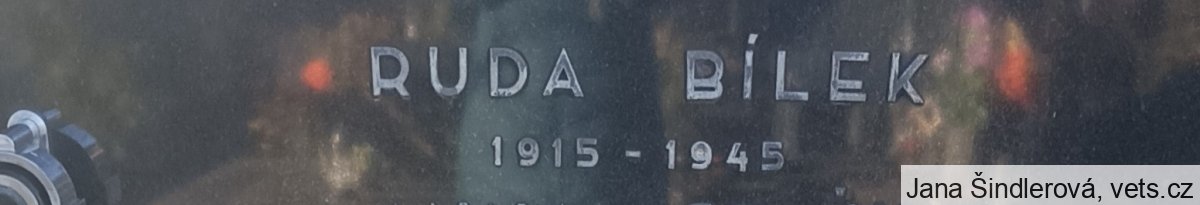 RUDA BÍLEK
1915 - 1945
Jana Šindlerová, vets.cz